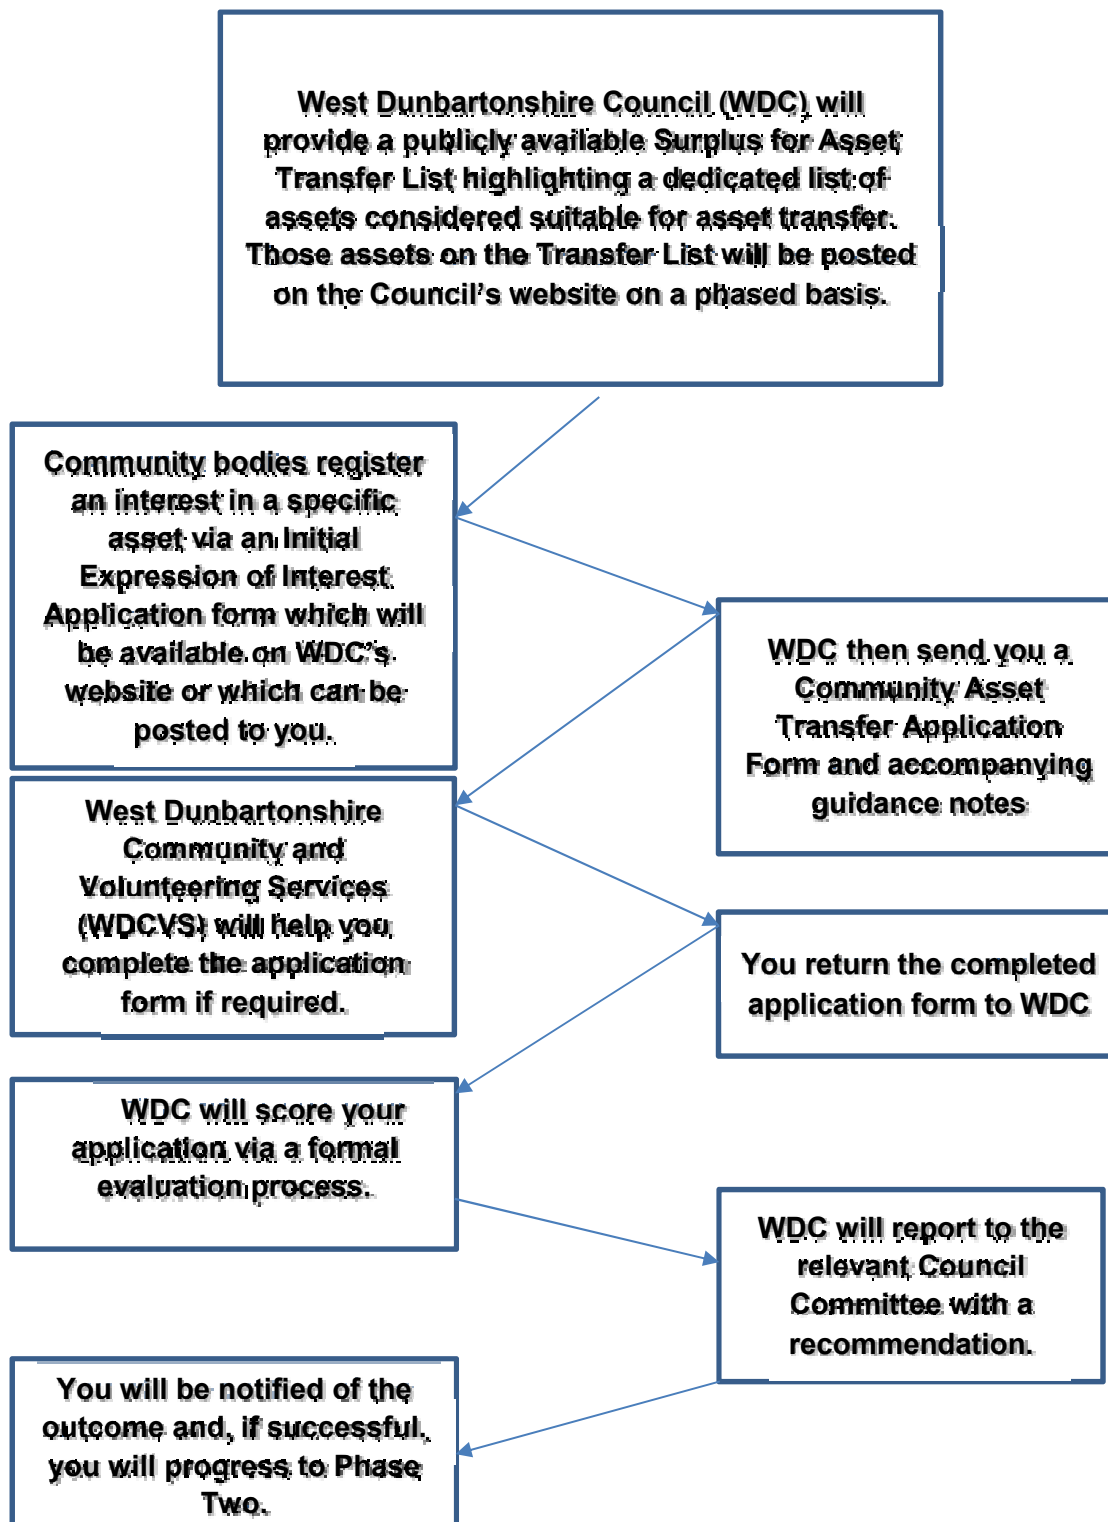 West Dunbartonshire Council (WDC) will
provide a publicly available Surplus for Asset
Transfer List highlighting a dedicated list of
assets considered suitable for asset transfer.
Those assets on the Transfer List will be posted
on the Council's website on a phased basis.
Community bodies register
an interest in a specific
asset via an Initial
Expression of Interest
Application form which will
be available on WDC's
website or which can be
posted to you.
WDC then send you a
Community Asset
Transfer Application
Form and accompanying
guidance notes
West Dunbartonshire
Community and
Volunteering Services
(WDCVS) will help you
complete the application
form if required.
You return the completed
application form to WDC
WDC will score your
application via a formal
evaluation process.
WDC will report to the
relevant Council
Committee with a
recommendation.
You will be notified of the
outcome and, if successful,
you will progress to Phase
Two.